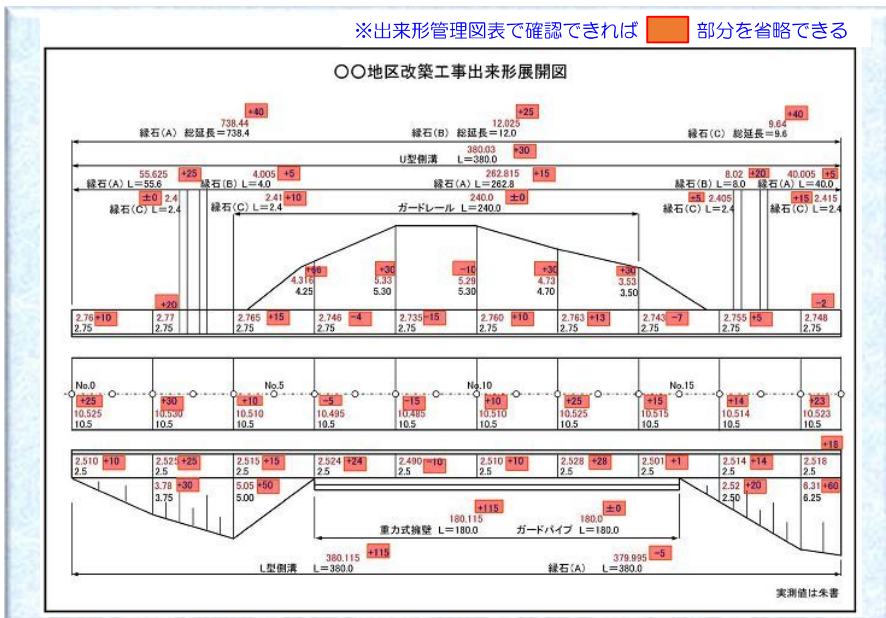 ※出来形管理図表で確認できれば 部分を省略できる
〇〇地区改築工事出来形展開図
+40 +25 +40
738.44 12.025 9.64
縁石(A) 総延長=738.4 縁石(B) 総延長=12.0 縁石(C) 総延長=9.6
380.03 +30
U型側溝 L=380.0
55.625 +25 4.005 +5 262.815 +15 8.02 +20 40.005 +5
縁石(A) L=55.6 縁石(B) L=4.0 縁石(A) L=262.8 縁石(B) L=8.0 縁石(A) L=40.0
±0 2.4 2.41 +10 240.0 ±0 +5 2.405 +15 2.415
縁石(C) L=2.4 縁石(C) L=2.4 ガードレール L=240.0 縁石(C) L=2.4 縁石(C) L=2.4
+66 +30 -10 +30 +30
4.316 5.33 5.29 4.73 3.53
4.25 5.30 5.30 4.70 3.50
+20 -2
2.76 +10 2.77 2.765 +15 2.746 -4 2.735 -15 2.760 +10 2.763 +13 2.743 -7 2.755 +5 2.748
2.75 2.75 2.75 2.75 2.75 2.75 2.75 2.75 2.75 2.75
No.0 No.5 No.10 No.15
+25 +30 +10 -5 -15 +10 +25 +15 +14 +23
10.525 10.530 10.510 10.495 10.485 10.510 10.525 10.515 10.514 10.523
10.5 10.5 10.5 10.5 10.5 10.5 10.5 10.5 10.5 10.5
+18
2.510 +10 2.525 +25 2.515 +15 2.524 +24 2.490 -10 2.510 +10 2.528 +28 2.501 +1 2.514 +14 2.518
2.5 2.5 2.5 2.5 2.5 2.5 2.5 2.5 2.5 2.5
3.78 +30 5.05 +50 2.52 +20 6.31 +60
3.75 5.00 2.50 6.25
+115 ±0
180.115 180.0
重力式擁壁 L=180.0 ガードパイプ L=180.0
380.115 +115 379.995 -5
L型側溝 L=380.0 縁石(A) L=380.0
実測値は朱書